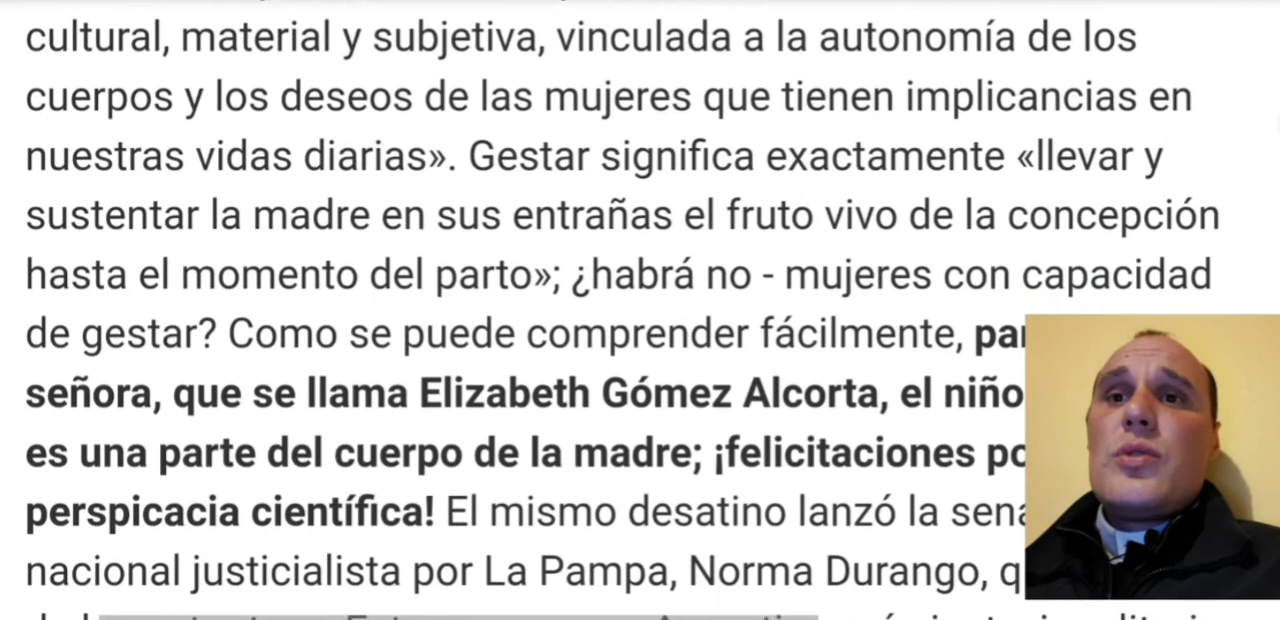 cultural, material y subjetiva, vinculada a la autonomía de los
cuerpos y los deseos de las mujeres que tienen implicancias en
nuestras vidas diarias». Gestar significa exactamente «llevar y
sustentar la madre en sus entrañas el fruto vivo de la concepción
hasta el momento del parto»; ¿habrá no - mujeres con capacidad
de gestar? Como se puede comprender fácilmente,
señora, que se llama Elizabeth Gómez Alcorta, el niño
es una parte del cuerpo de la madre; ¡felicitaciones
perspicacia científica! El mismo desatino lanzó la
nacional justicialista por La Pampa, Norma Durango,